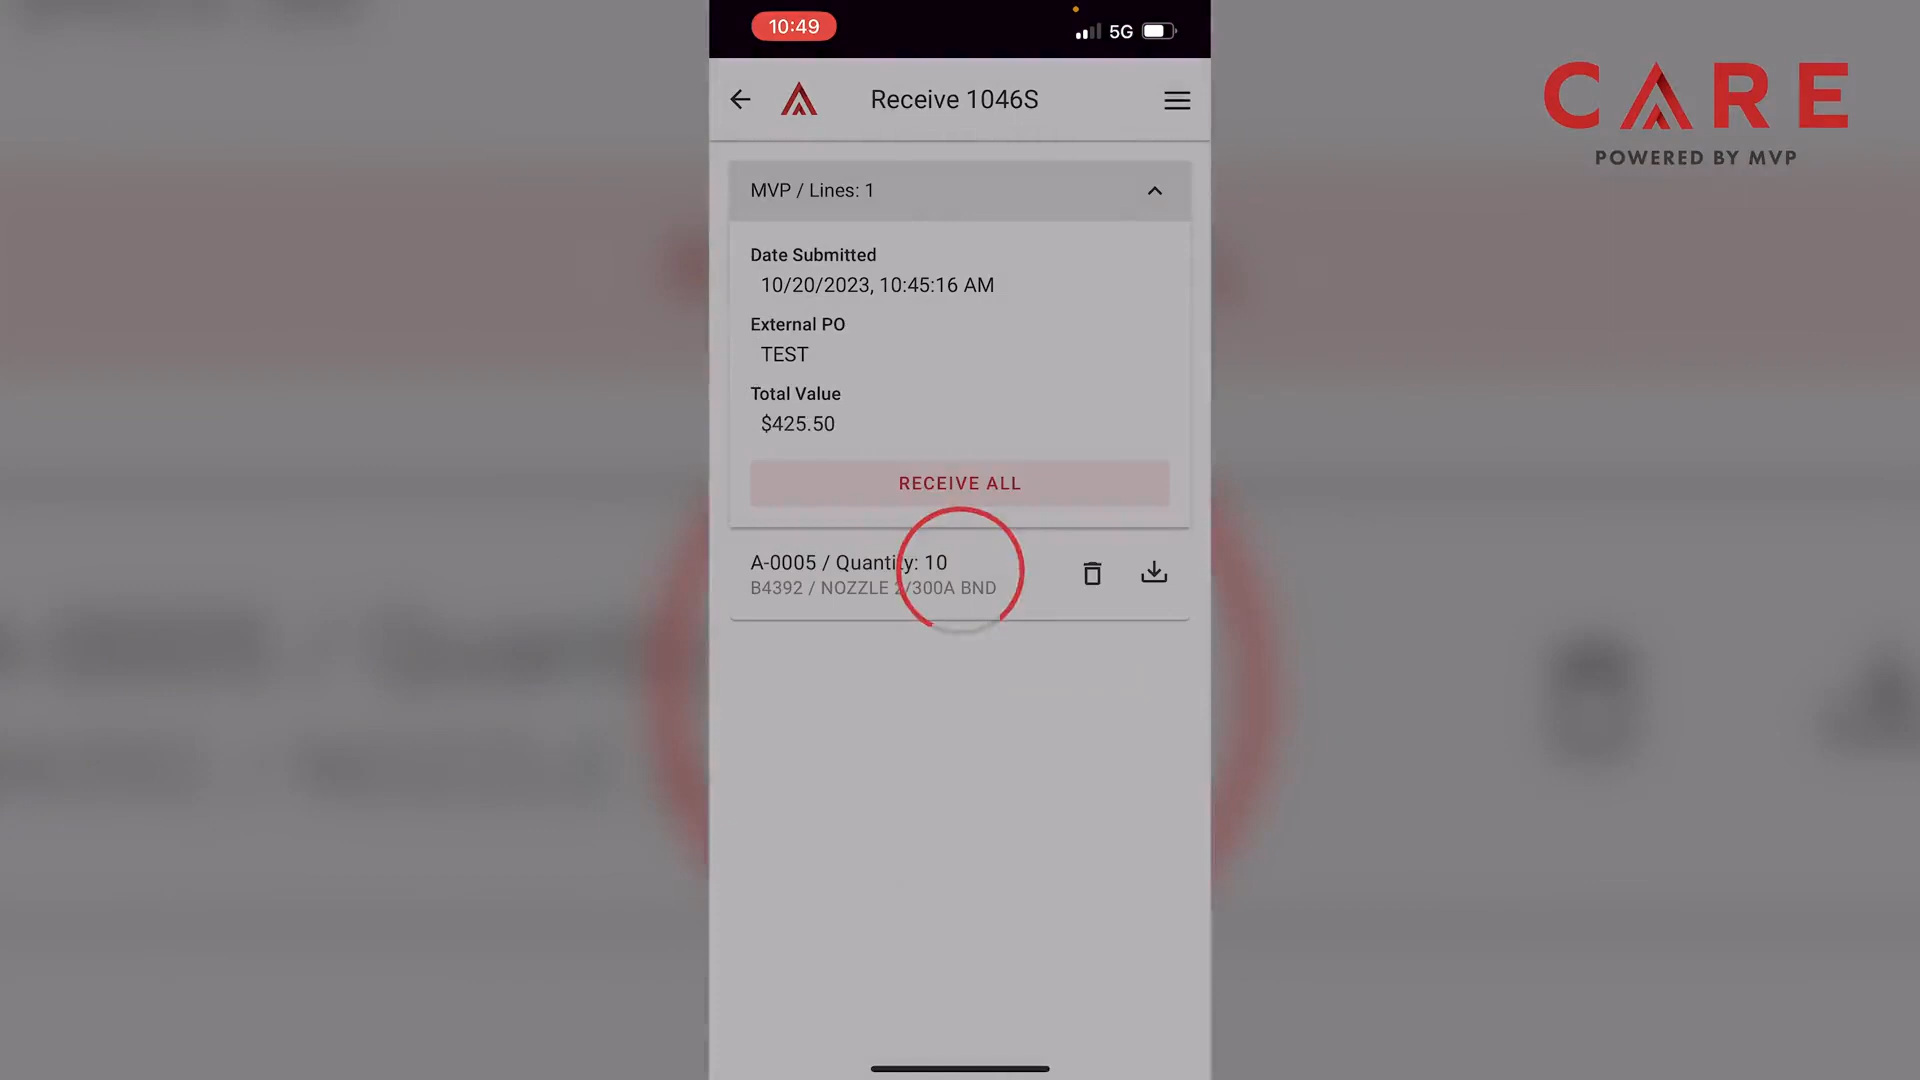 10:49
5G
Receive 1046S
CARE
POWERED BY MVP
MVP / Lines: 1
Date Submitted
10/20/2023, 10:45:16 AM
External PO
TEST
Total Value
$425.50
RECEIVE ALL
A-0005 / Quantity: 10
B4392 / NOZZLE 2/300A BND